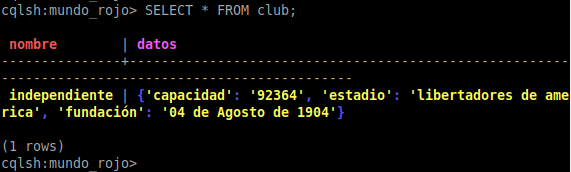 cqlsh:mundo_rojo> SELECT * FROM club;
nombre | datos
---------------+-------------------------------------------------------
--------------------------------------------
independiente | {'capacidad': '92364', 'estadio': 'libertadores de ame
rica', 'fundación': '04 de Agosto de 1904'}
(1 rows)
cqlsh:mundo_rojo>